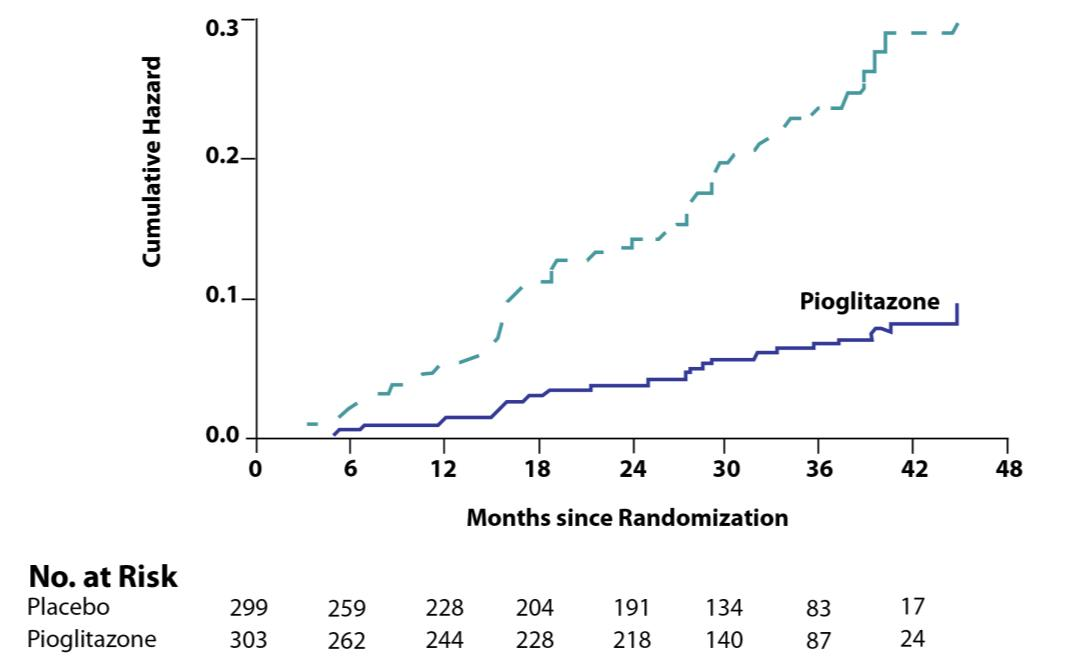 0.3
0.2
0.1
0.0
Cumulative Hazard
Pioglitazone
0 6 12 18 24 30 36 42 48
Months since Randomization
No. at Risk
Placebo 299 259 228 204 191 134 83 17
Pioglitazone 303 262 244 228 218 140 87 24